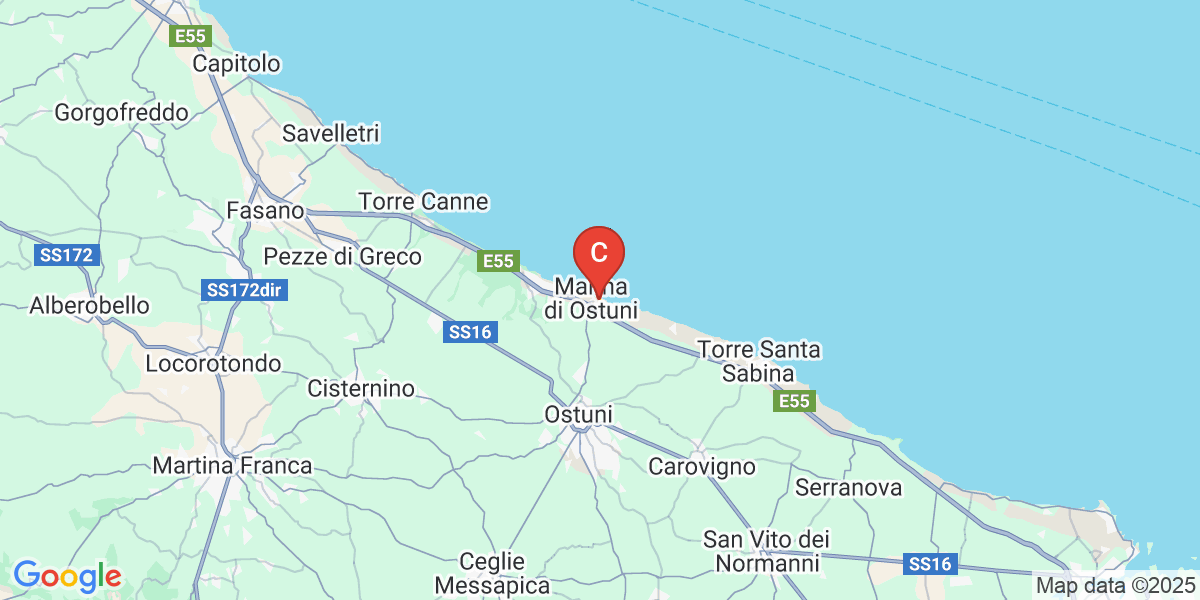 E55
Capitolo
Gorgofreddo
Savelletri
Torre Canne
Fasano
C
SS172
Pezze di Greco
E55
SS172dir
Marina
di Ostuni
Alberobello
SS16
Torre Santa
Sabina
Locorotondo
Cisternino
E55
Ostuni
Martina Franca
Carovigno
Serranova
San Vito dei
Normanni
Ceglie
Messapica
SS16
Google
Map data ©2025